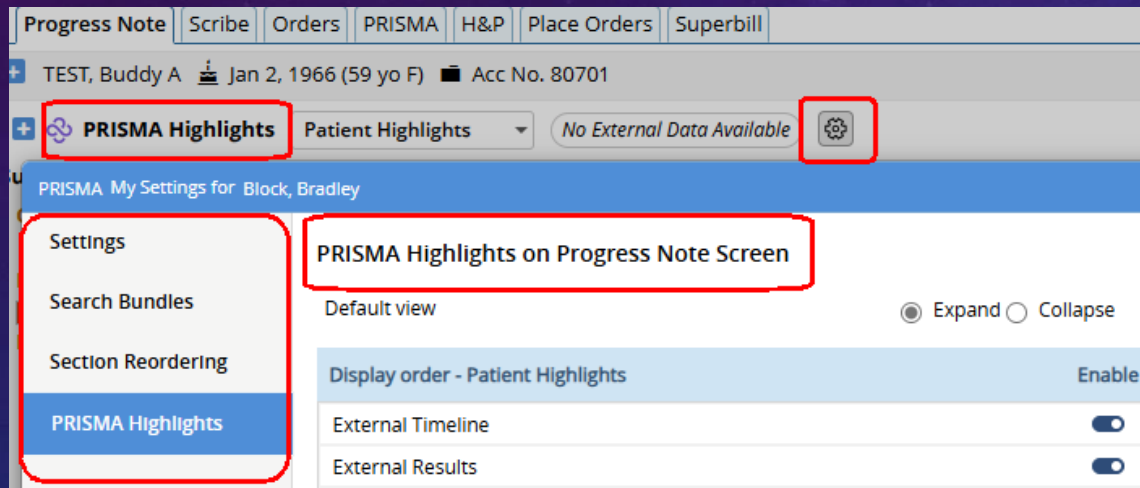 Progress Note Scribe Orders PRISMA H&P Place Orders Superbill
TEST, Buddy A Jan 2, 1966 (59 yo F) Acc No. 80701
PRISMA Highlights Patient Highlights No External Data Available
PRISMA My Settings for Block, Bradley
Settings
PRISMA Highlights on Progress Note Screen
Search Bundles
Default view Expand Collapse
Section Reordering
Display order - Patient Highlights Enable
PRISMA Highlights
External Timeline
External Results